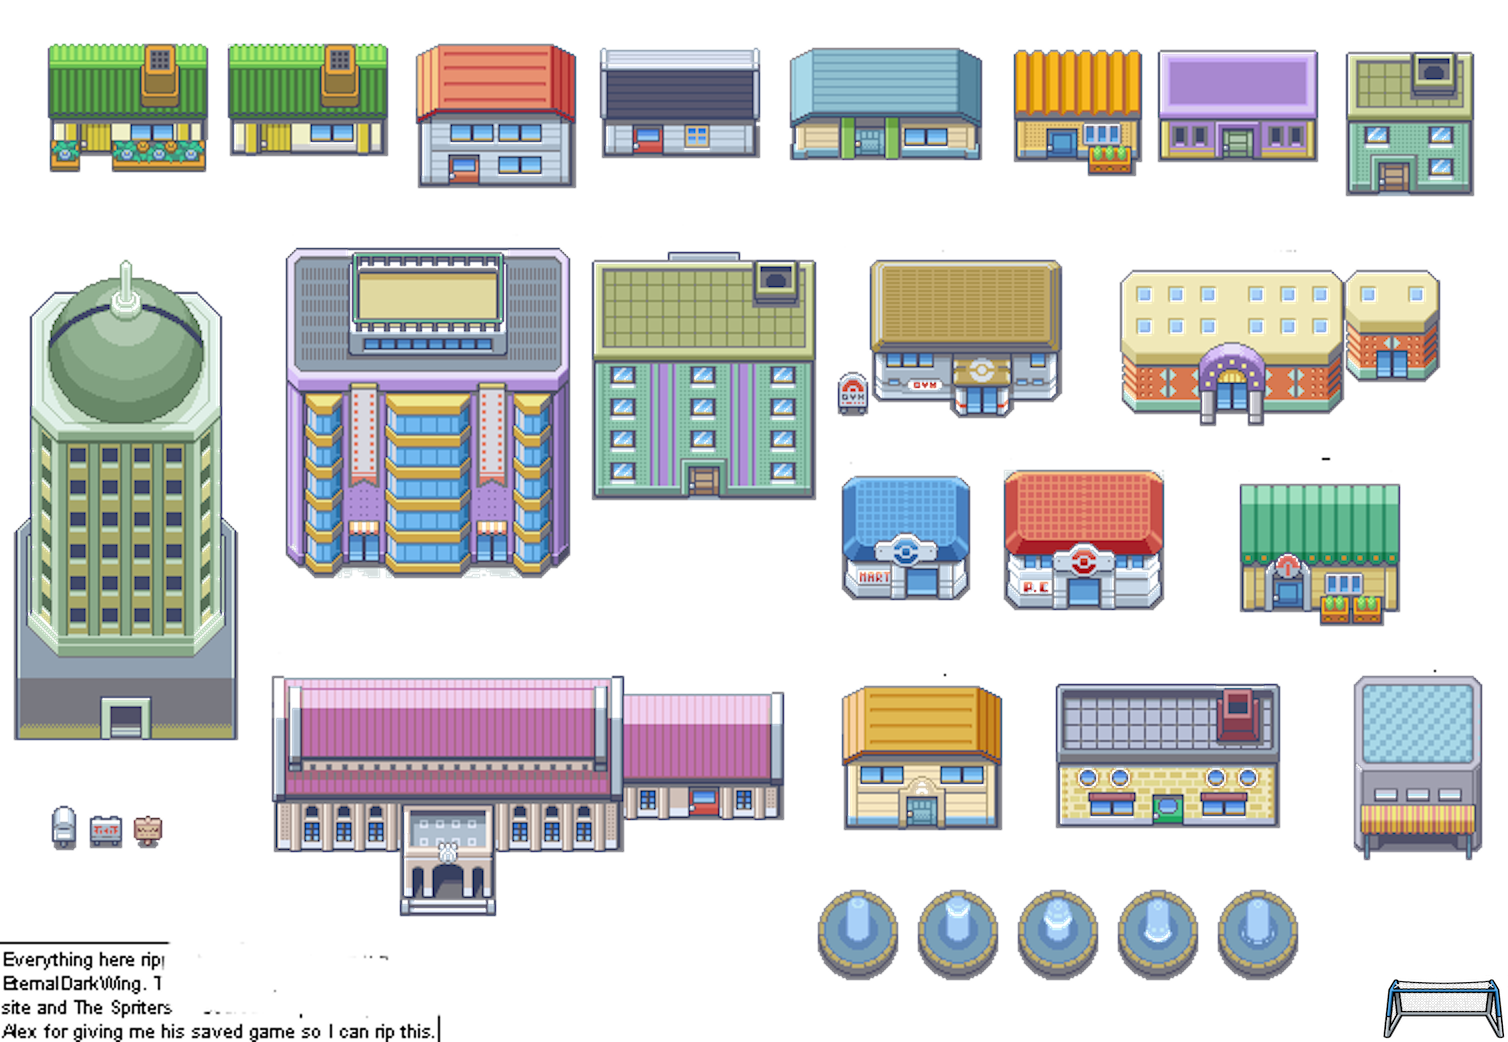 GYM
GYM
MART
P.C
Everything here
EternalDarkWing.
site and The Spriters
Alex for giving me his saved game so I can rip this.